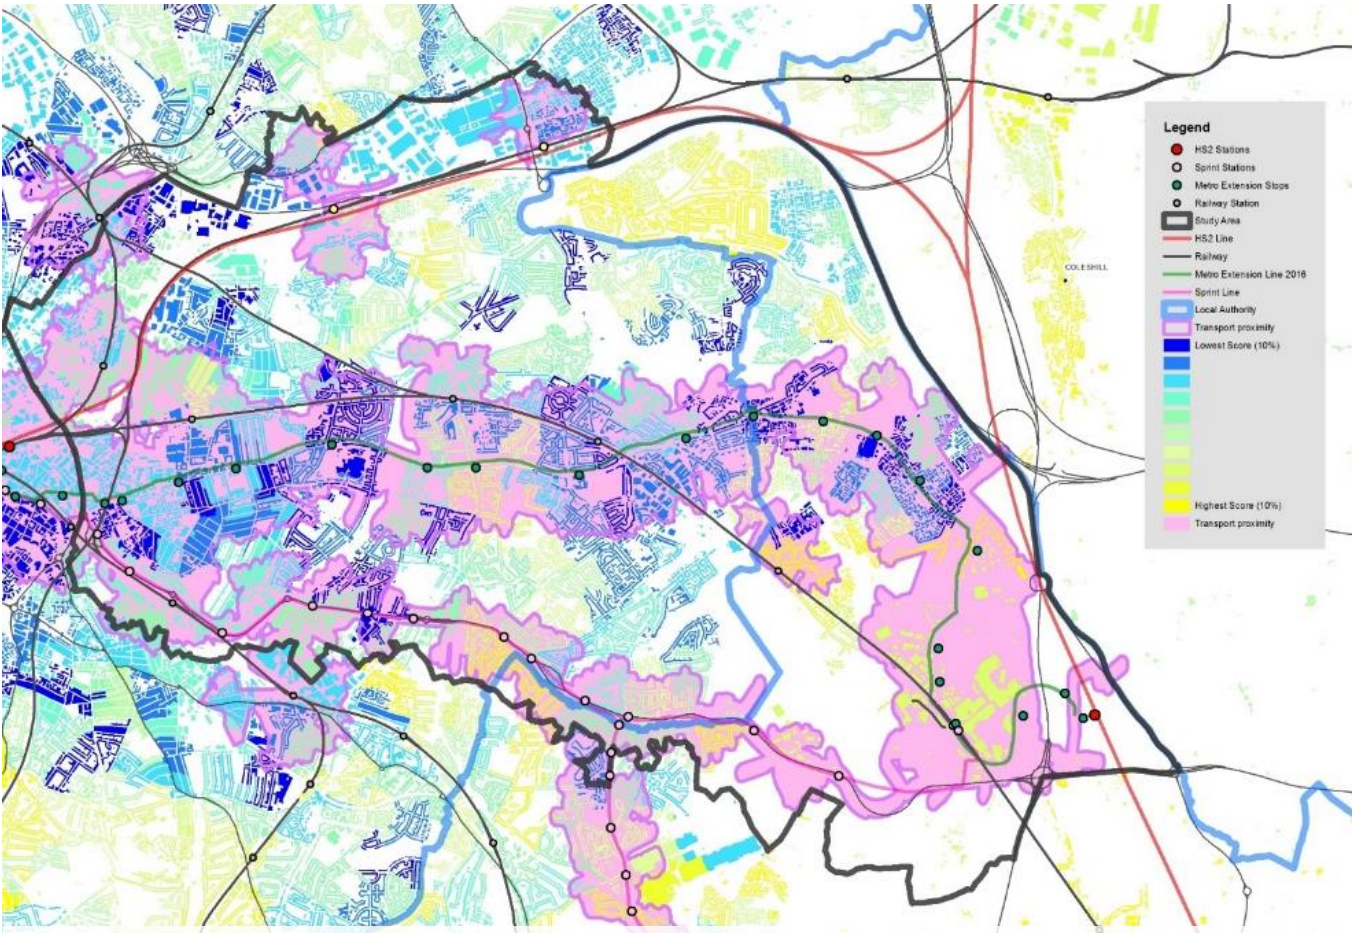 Legend
HS2 Stations
Sprint Stations
Metro Extension Stops
Railway Station
Study Area
HS2 Line
Railway
Metro Extension Line 2016
Sprint Line
Local Authority
Transport proximity
Lowest Score (10%)
Highest Score (10%)
Transport proximity
COLESHILL